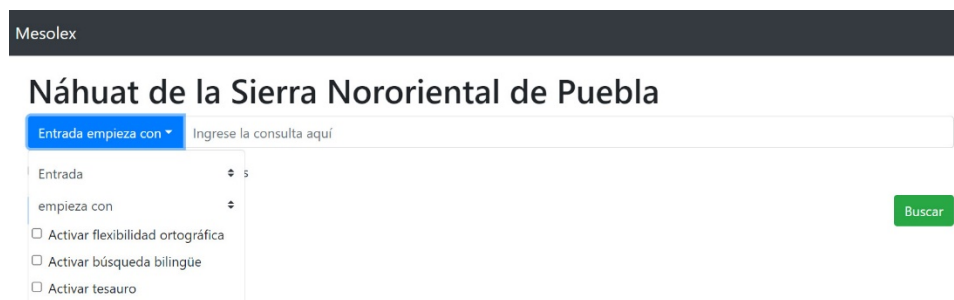 Mesolex
Náhuat de la Sierra Nororiental de Puebla
Entrada empieza con Ingrese la consulta aquí
Entrada
empieza con
Buscar
Activar flexibilidad ortográfica
Activar búsqueda bilingüe
Activar tesauro